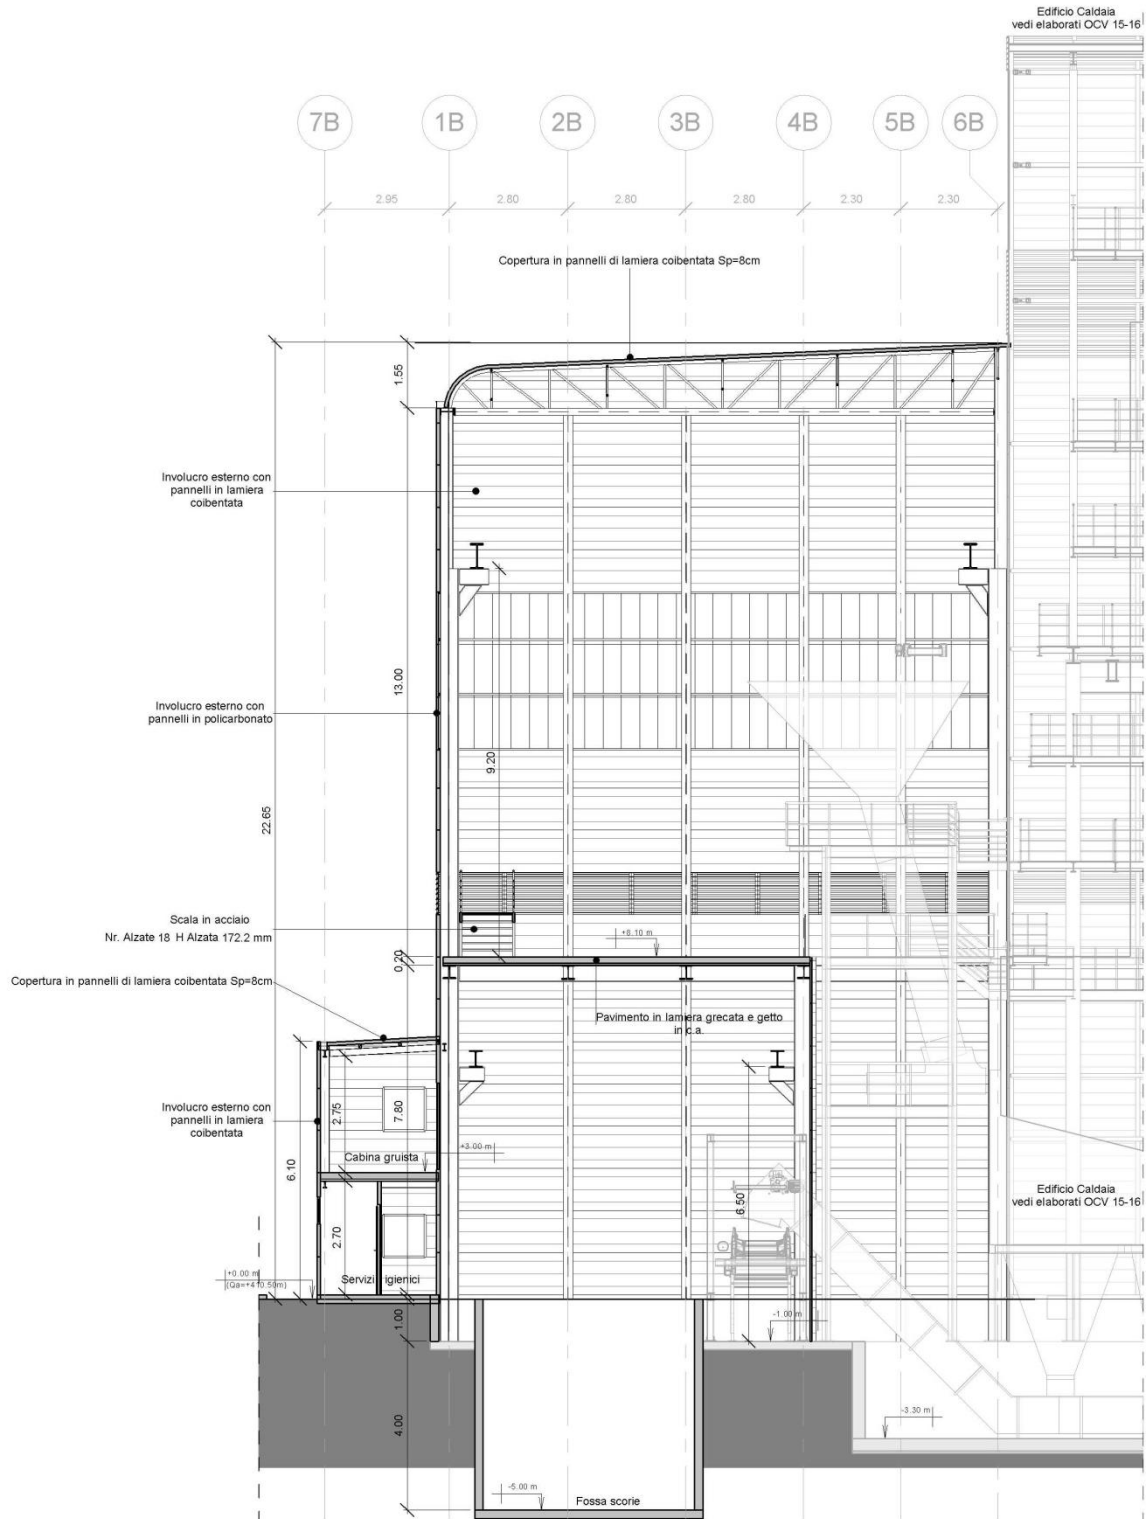 Edificio Caldaia
vedi elaborati OCV 15-16
7B
1B
2B
3B
4B
5B
6B
2.95
2.80
2.80
2.80
2.30
2.30
Copertura in pannelli di lamiera coibentata Sp=8cm
1.55
Involucro esterno con
pannelli in lamiera
coibentata
13.00
Involucro esterno con
pannelli in policarbonato
9.20
22.65
Scala in acciaio
Nr. Alzate 18 H Alzata 172.2 mm
0.20
Copertura in pannelli di lamiera coibentata Sp=8cm
Pavimento in lamiera grecata e getto
in c.a.
Involucro esterno con
pannelli in lamiera
coibentata
2.75
7.80
+3.00 m
Cabina gruista
6.10
6.50
Edificio Caldaia
vedi elaborati OCV 15-16
2.70
+0.00 m
(Qa=+410.50m)
Servizi igienici
1.00
-1.00 m
-3.30 m
4.00
-5.00 m
Fossa scorie